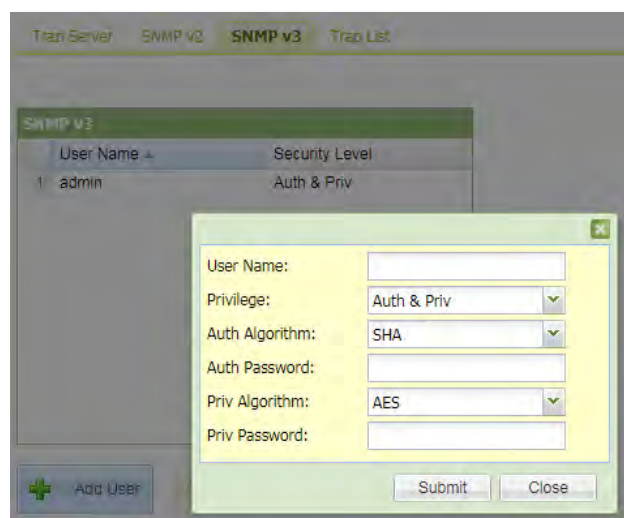 Trap Server SNMP v2 SNMP v3 Trap List
SNMP v3
User Name Security Level
1 admin Auth & Priv
User Name:
Privilege: Auth & Priv
Auth Algorithm: SHA
Auth Password:
Priv Algorithm: AES
Priv Password:
Add User Submit Close